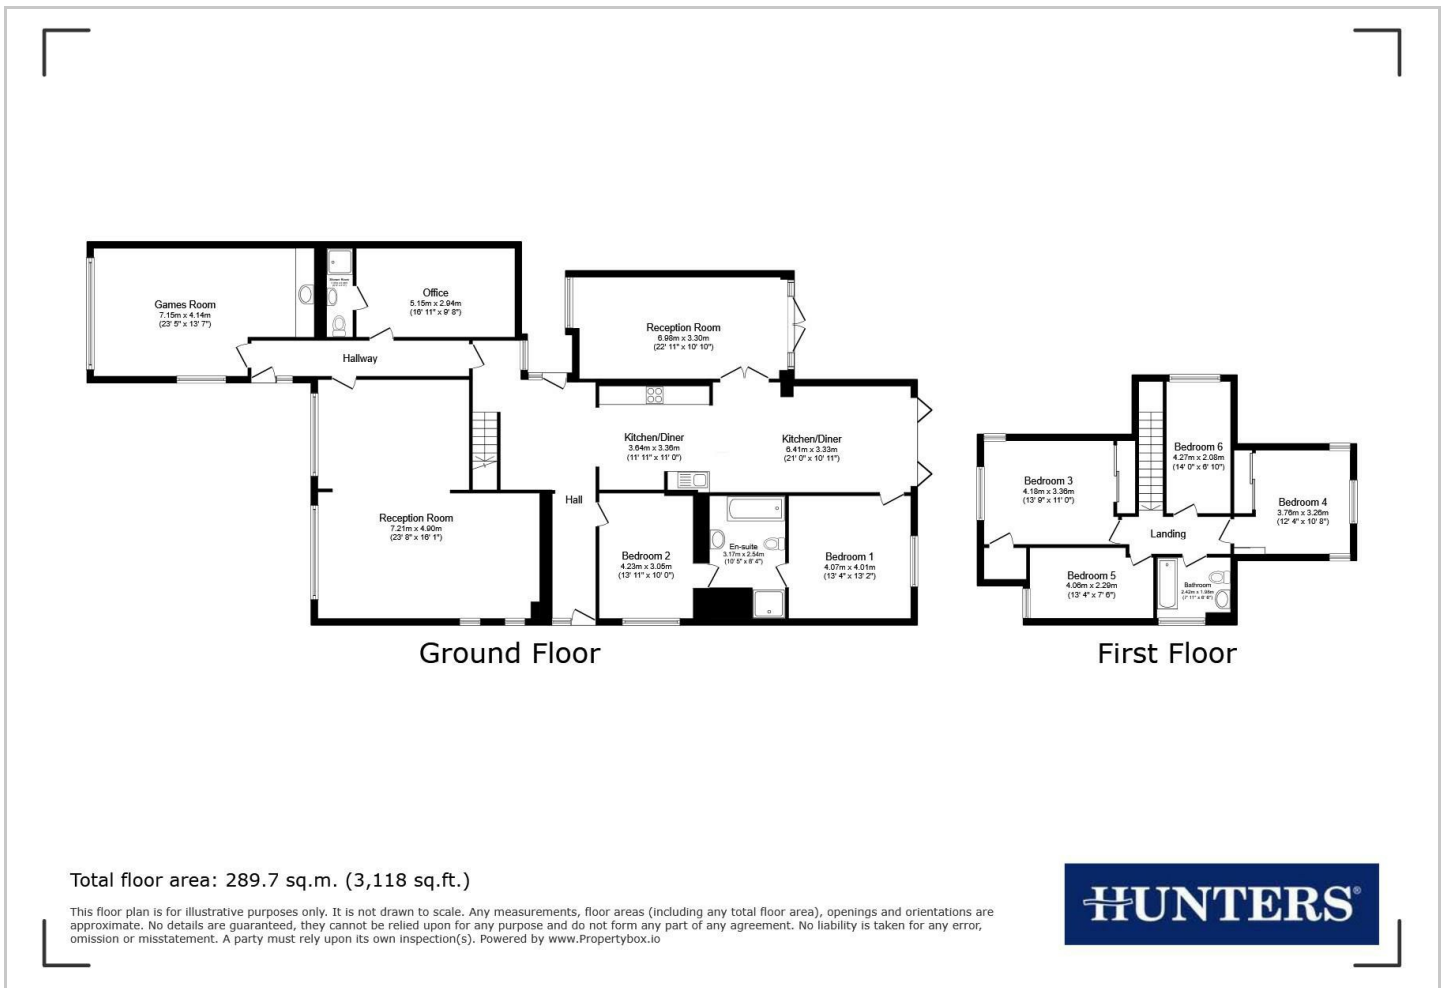 Games Room
7.15m x 4.14m
(23' 5" x 13' 7")
Office
5.15m x 2.94m
(16' 11" x 9' 8")
Hallway
Reception Room
6.98m x 3.30m
(22' 11" x 10' 10")
Kitchen/Diner
3.64m x 3.36m
(11' 11" x 11' 0")
Kitchen/Diner
6.41m x 3.33m
(21' 0" x 10' 11")
Reception Room
7.21m x 4.90m
(23' 8" x 16' 1")
Hall
Bedroom 2
4.23m x 3.05m
(13' 11" x 10' 0")
En-suite
3.17m x 2.54m
(10' 5" x 8' 4")
Bedroom 1
4.07m x 4.01m
(13' 4" x 13' 2")
Ground Floor
Bedroom 6
4.27m x 2.08m
(14' 0" x 6' 10")
Bedroom 3
4.18m x 3.36m
(13' 9" x 11' 0")
Bedroom 4
3.76m x 3.26m
(12' 4" x 10' 8")
Landing
Bedroom 5
4.06m x 2.29m
(13' 4" x 7' 6")
Bathroom
2.42m x 1.98m
(7' 11" x 6' 6")
First Floor
Total floor area: 289.7 sq.m. (3,118 sq.ft.)
This floor plan is for illustrative purposes only. It is not drawn to scale. Any measurements, floor areas (including any total floor area), openings and orientations are
approximate. No details are guaranteed, they cannot be relied upon for any purpose and do not form any part of any agreement. No liability is taken for any error,
omission or misstatement. A party must rely upon its own inspection(s). Powered by www.Propertybox.io
HUNTERS®